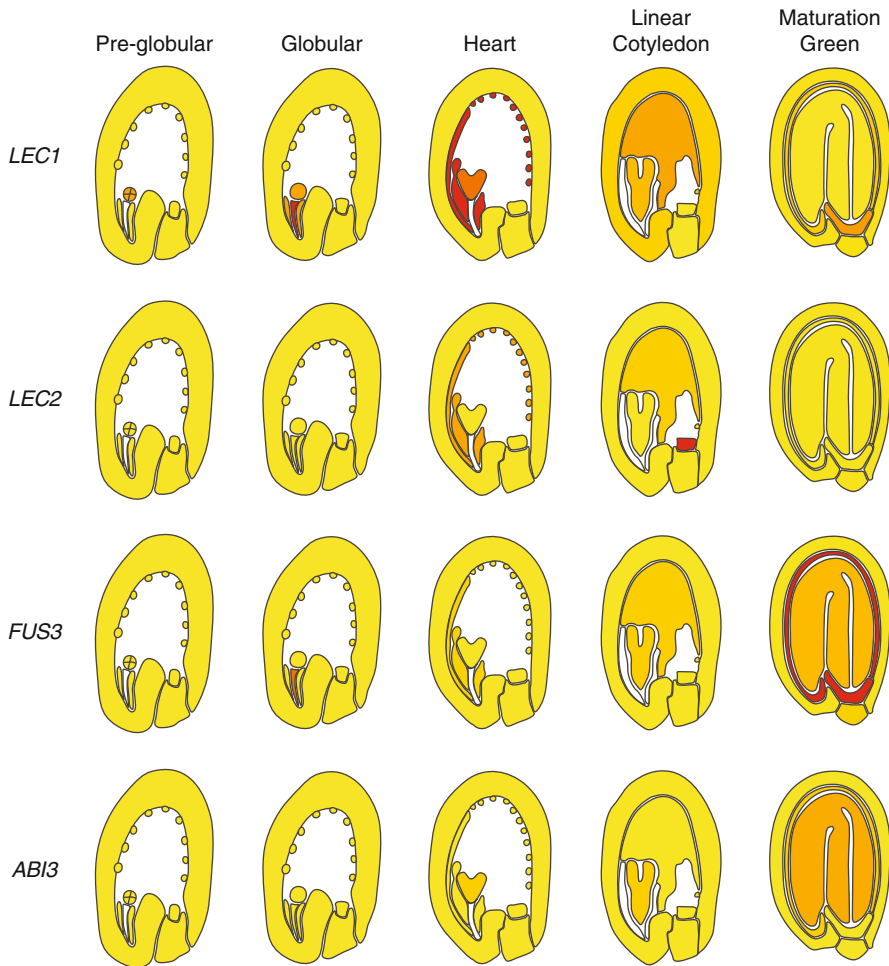 Pre-globular
Globular
Heart
Linear
Cotyledon
Maturation
Green
LEC1
LEC2
FUS3
ABI3